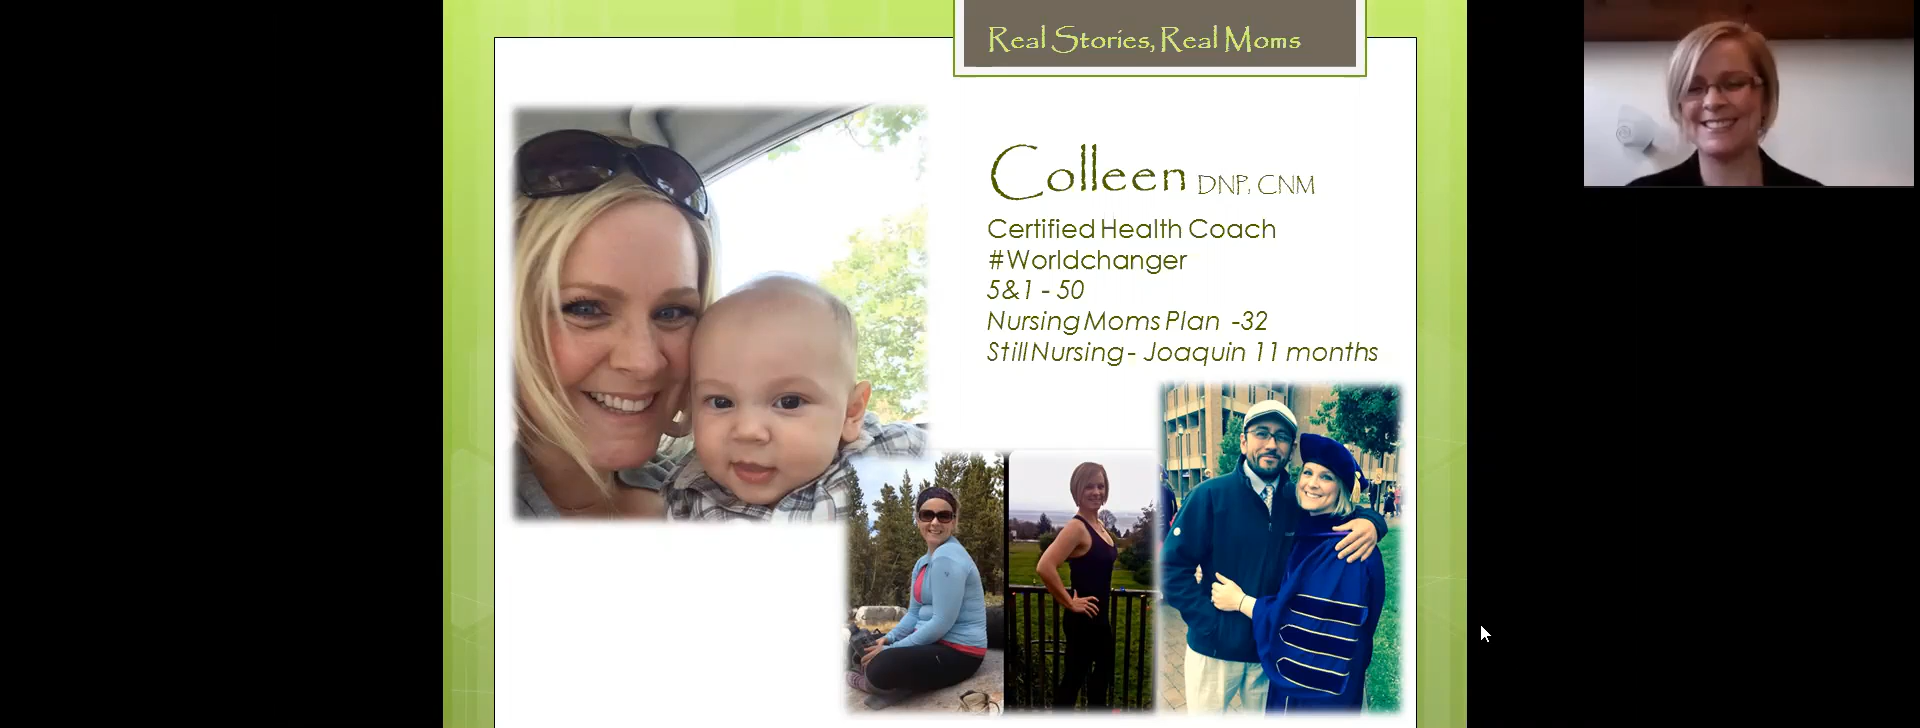 Real Stories, Real Moms
Colleen DNP, CNM
Certified Health Coach
#Worldchanger
5&1 - 50
Nursing Moms Plan -32
Still Nursing - Joaquin 11 months